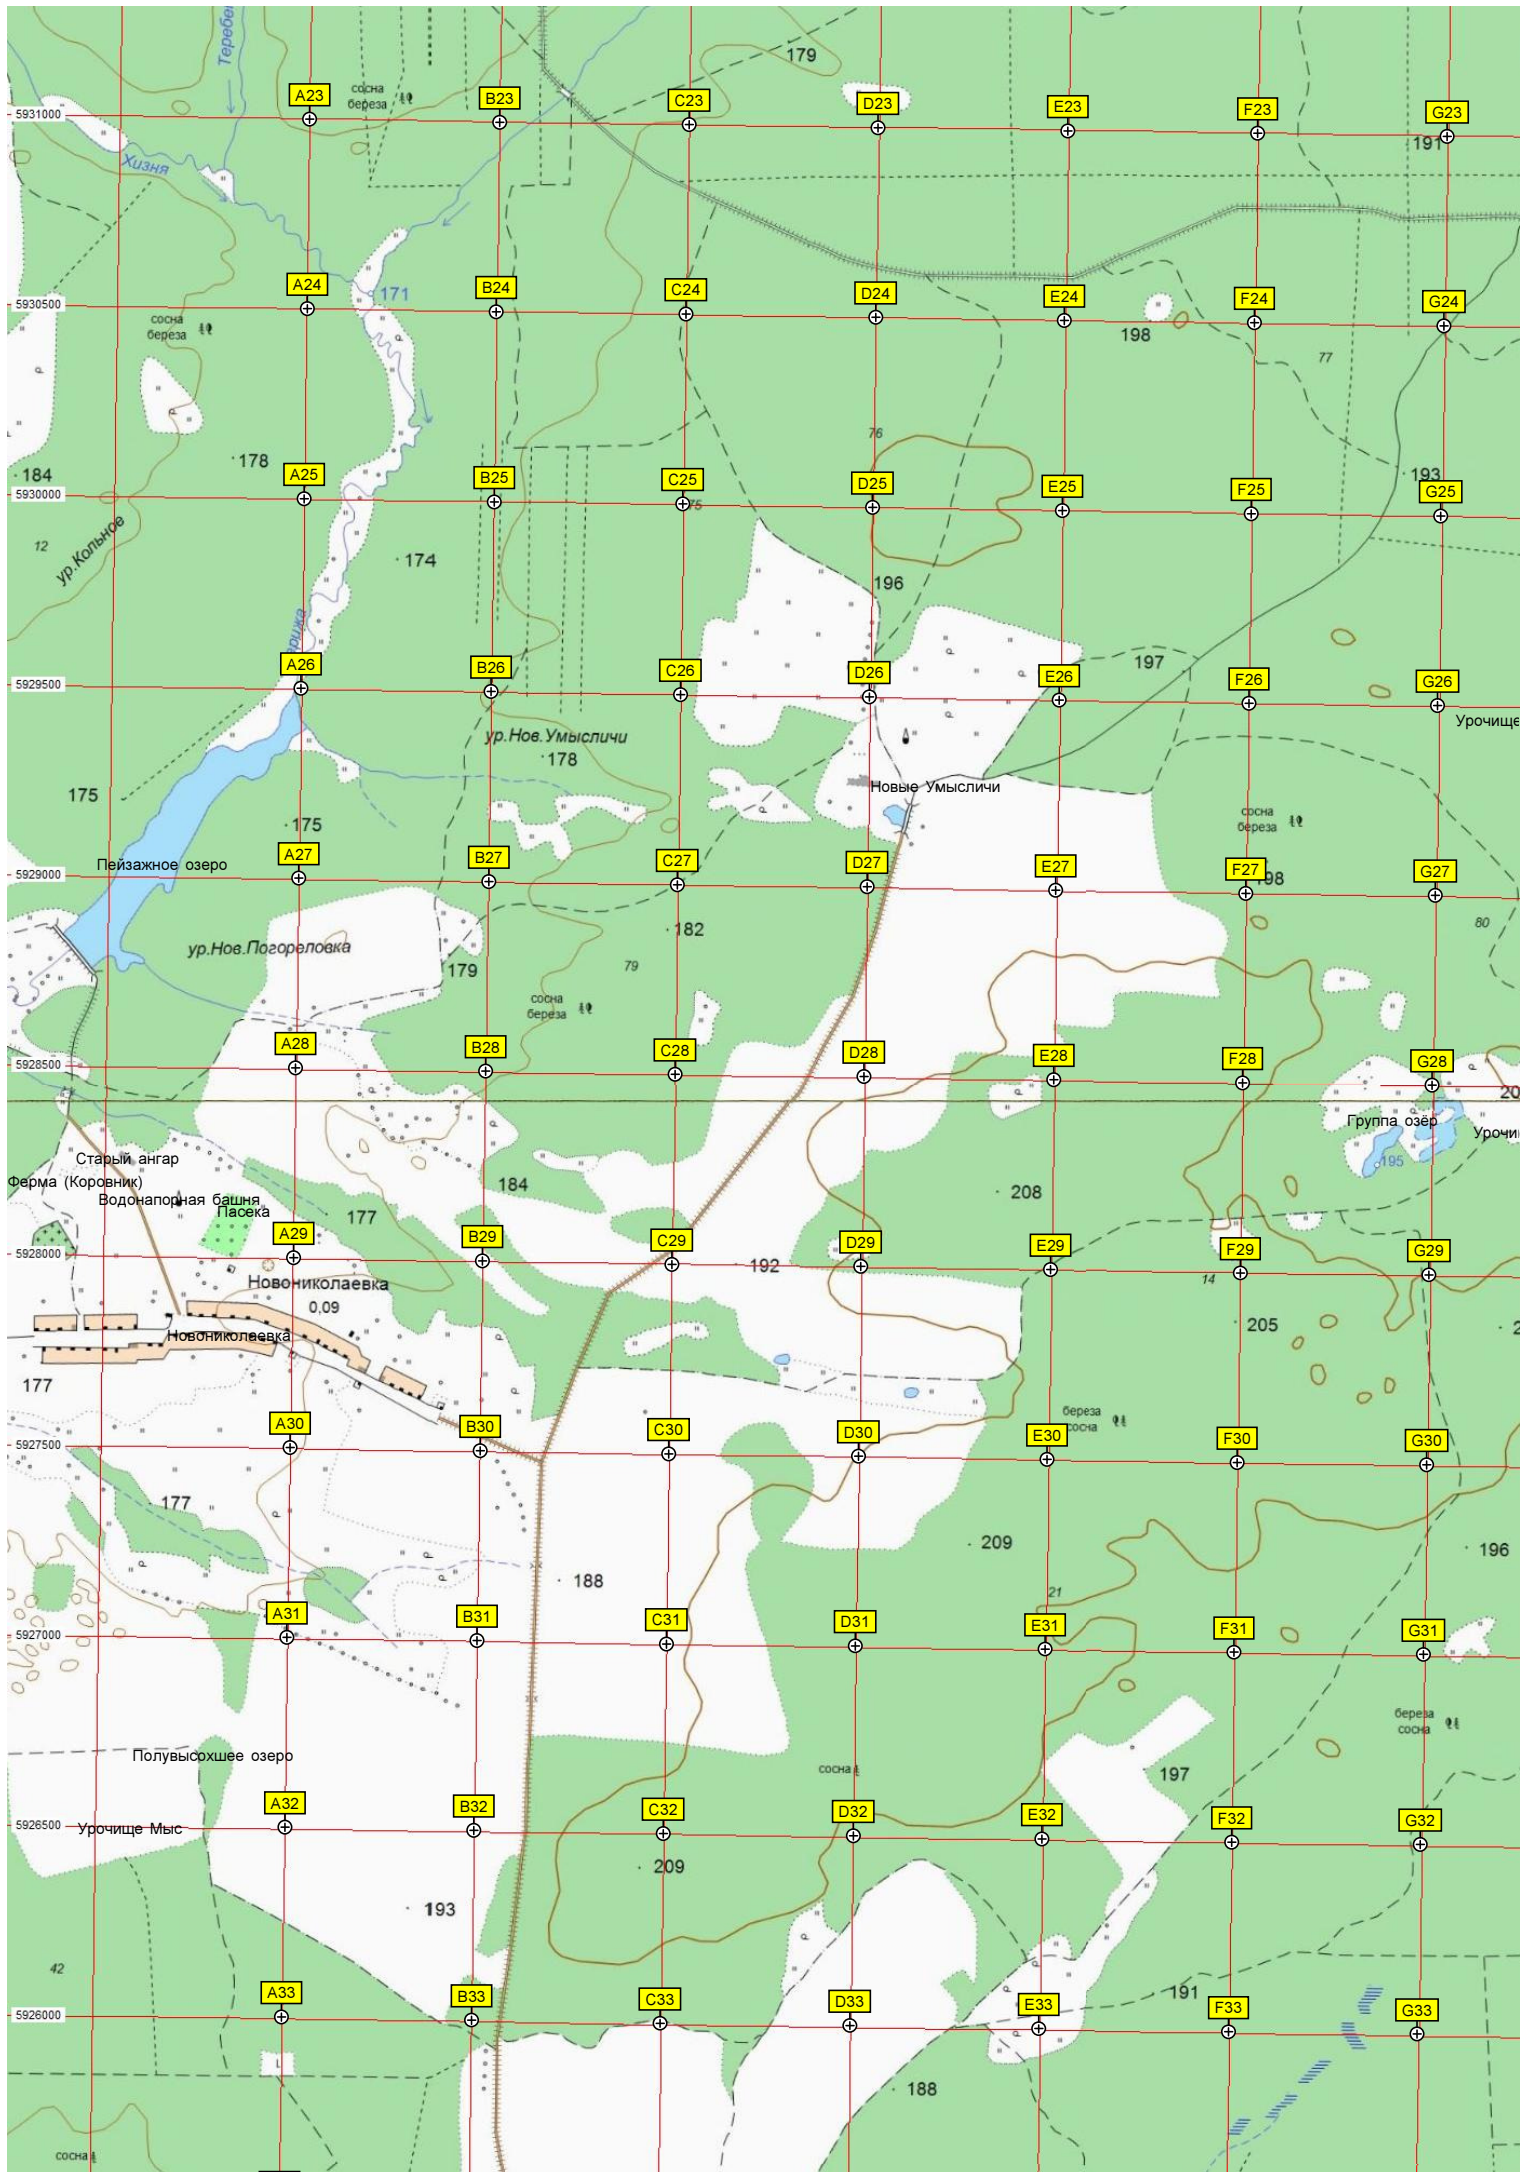 Теребе
179
сосна
береза
A23
B23
C23
D23
E23
F23
G23
5931000
191
Хизня
A24
B24
C24
D24
E24
F24
G24
171
5930500
сосна
береза
198
77
76
178
184
A25
B25
C25
D25
E25
F25
G25
193
5930000
75
12
ур.Кольное
174
196
197
A26
B26
C26
D26
E26
F26
G26
5929500
Урочище
ур.Нов.Умысличи
178
175
Новые Умысличи
175
сосна
береза
Пейзажное озеро
A27
B27
C27
D27
E27
F27
G27
5929000
98
182
80
ур.Нов.Погореловка
179
79
сосна
береза
A28
B28
C28
D28
E28
F28
G28
5928500
20
Группа озёр
Урочи
195
Старый ангар
Ферма (Коровник)
184
208
Водонапорная башня
Пасека
177
A29
B29
C29
D29
E29
F29
G29
5928000
192
14
Новониколаевка
0,09
205
2
Новониколаевка
177
береза
сосна
A30
B30
C30
D30
E30
F30
G30
5927500
177
209
196
188
21
A31
B31
C31
D31
E31
F31
G31
5927000
береза
сосна
Полувысохшее озеро
сосна
197
A32
B32
C32
D32
E32
F32
G32
5926500
Урочище Мыс
209
193
42
191
A33
B33
C33
D33
E33
F33
G33
5926000
188
сосна